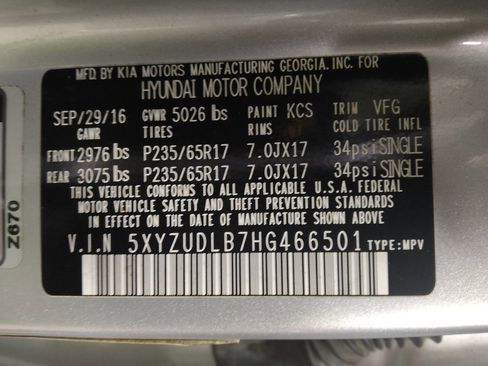 MFD. BY KIA MOTORS MANUFACTURING GEORGIA, INC. FOR
HYUNDAI MOTOR COMPANY
SEP/29/16 GVWR 5026 lbs PAINT KCS TRIM VFG
GAWR TIRES RIMS COLD TIRE INFL
FRONT 2976 lbs P235/65R17 7.0JX17 34psi SINGLE
REAR 3075 lbs P235/65R17 7.0JX17 34psi SINGLE
THIS VEHICLE CONFORMS TO ALL APPLICABLE U.S.A. FEDERAL
MOTOR VEHICLE SAFETY AND THEFT PREVENTION STANDARDS
IN EFFECT ON THE DATE OF MANUFACTURE SHOWN ABOVE.
V.I.N 5XYZUDLB7HG466501 TYPE:MPV
Z670